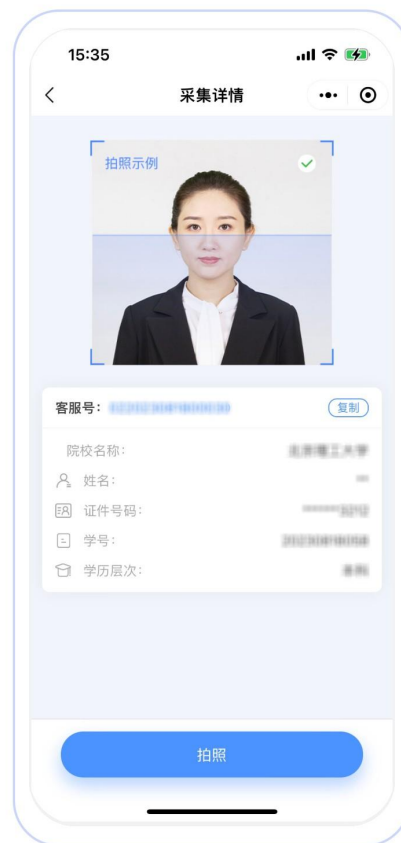 15:35
采集详情
拍照示例
客服号：
复制
院校名称：
姓名：
证件号码：
学号：
学历层次：
拍照